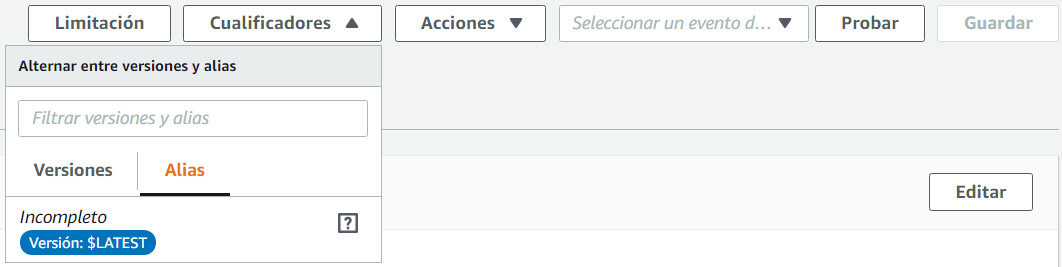 Limitación
Cualificadores
Acciones
Seleccionar un evento d...
Probar
Guardar
Alternar entre versiones y alias
Filtrar versiones y alias
Versiones
Alias
Editar
Incompleto
?
Versión: $LATEST